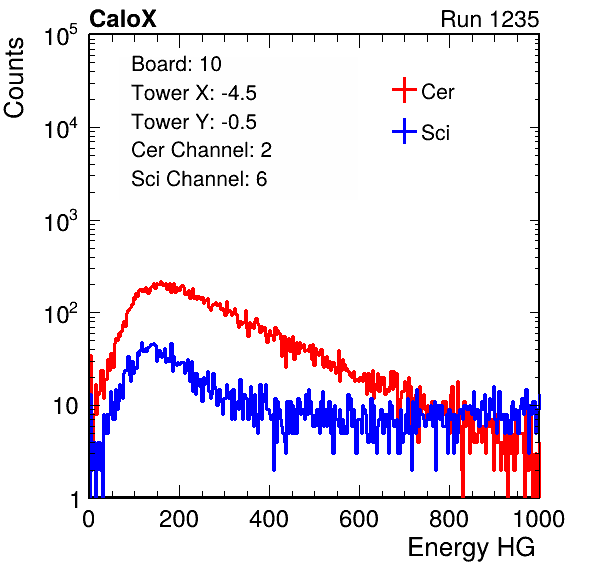 CaloX Run 1235
Counts
10^5
10^4
10^3
10^2
10
1
Board: 10
Tower X: -4.5
Tower Y: -0.5
Cer Channel: 2
Sci Channel: 6
Cer
Sci
0 200 400 600 800 1000
Energy HG